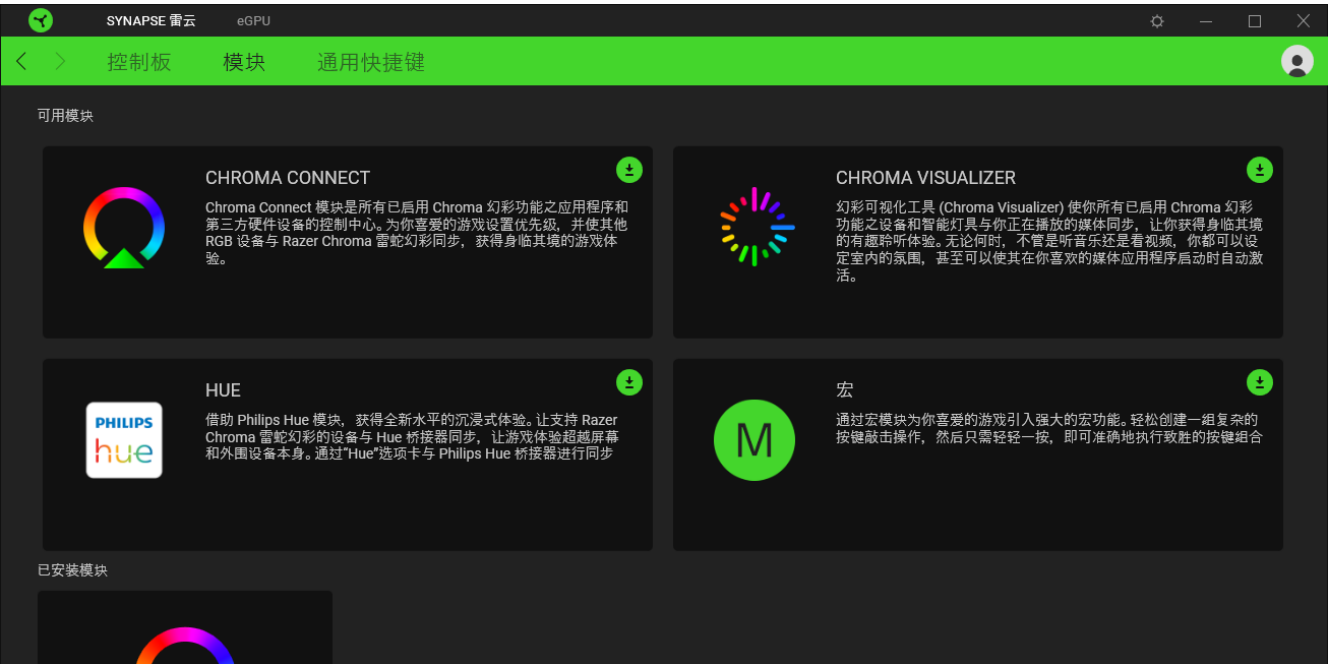 SYNAPSE 雷云
eGPU
控制板
模块
通用快捷键
可用模块
CHROMA CONNECT
Chroma Connect 模块是所有已启用 Chroma 幻彩功能之应用程序和
第三方硬件设备的控制中心。为你喜爱的游戏设置优先级，并使其他
RGB 设备与 Razer Chroma 雷蛇幻彩同步，获得身临其境的游戏体
验。
CHROMA VISUALIZER
幻彩可视化工具 (Chroma Visualizer) 使你所有已启用 Chroma 幻彩
功能之设备和智能灯具与你正在播放的媒体同步，让你获得身临其境
的有趣聆听体验。无论何时，不管是听音乐还是看视频，你都可以设
定室内的氛围，甚至可以使其在你喜欢的媒体应用程序启动时自动激
活。
PHILIPS
hue
HUE
借助 Philips Hue 模块，获得全新水平的沉浸式体验。让支持 Razer
Chroma 雷蛇幻彩的设备与 Hue 桥接器同步，让游戏体验超越屏幕
和外围设备本身。通过“Hue”选项卡与 Philips Hue 桥接器进行同步
M
宏
通过宏模块为你喜爱的游戏引入强大的宏功能。轻松创建一组复杂的
按键敲击操作，然后只需轻轻一按，即可准确地执行致胜的按键组合
已安装模块